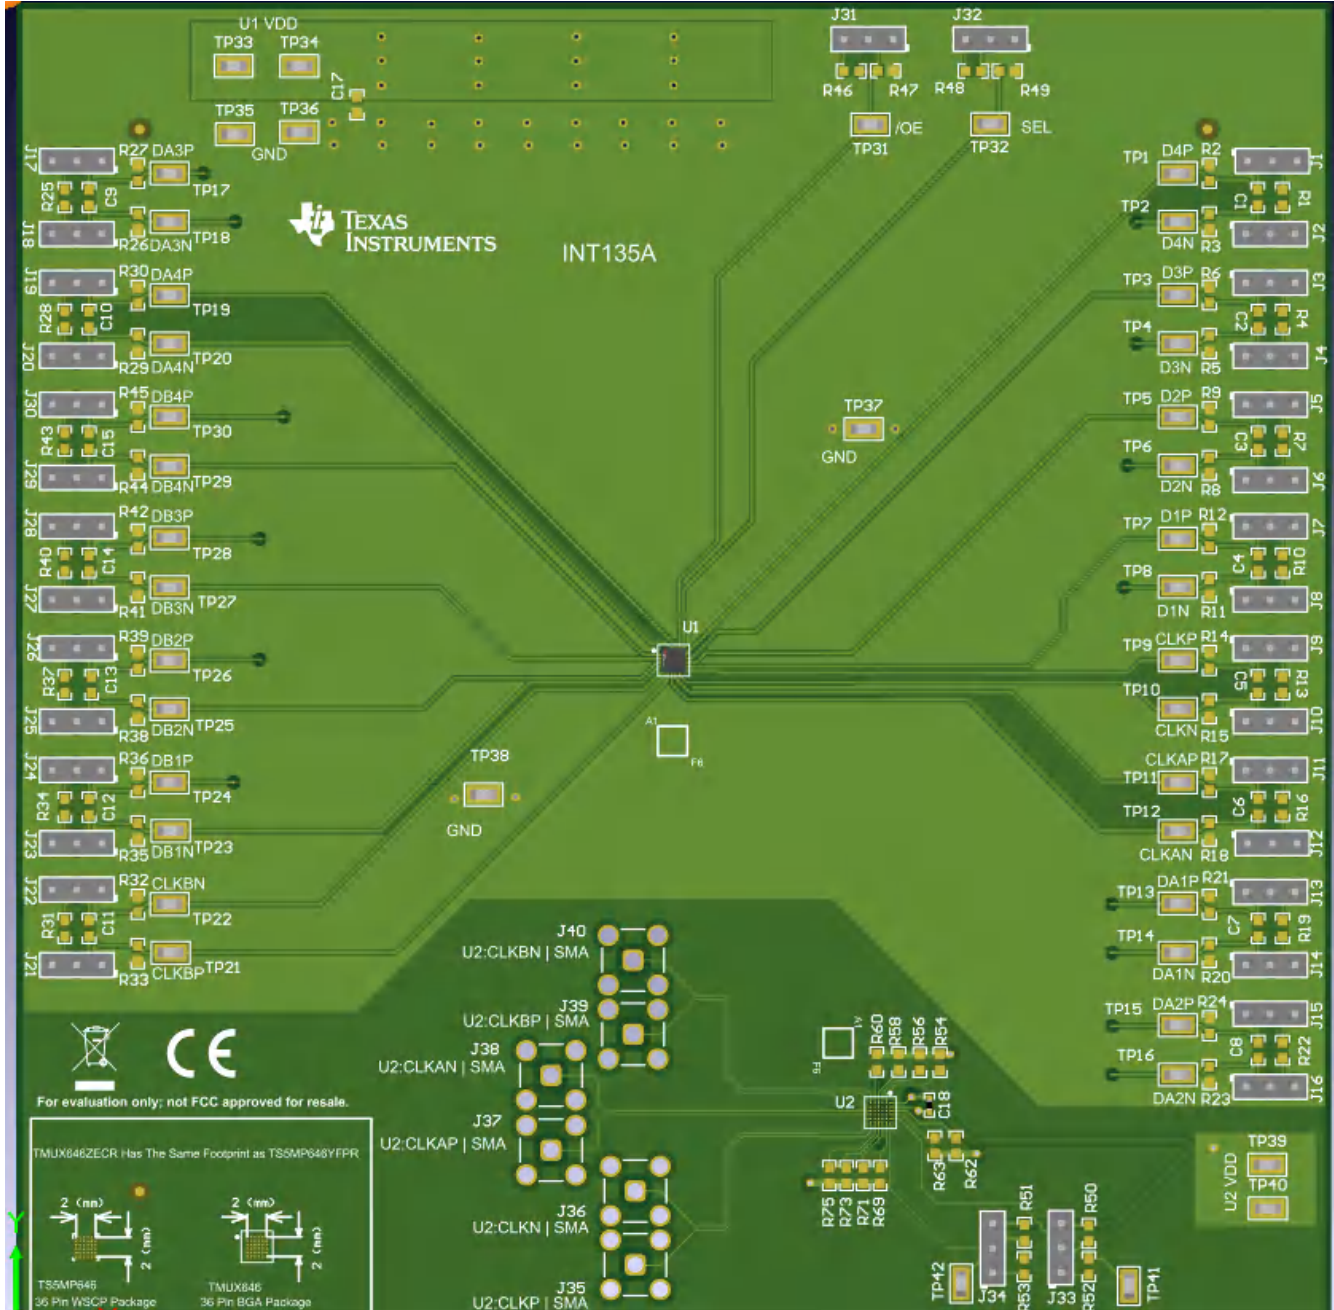 U1 VDD
TP33
TP34
C17
TP35
TP36
GND
J31
J32
R46
R47
R48
R49
/OE
SEL
TP31
TP32
TEXAS
INSTRUMENTS
INT135A
J17
R27
DA3P
R25
C9
TP17
J18
R26
DA3N
TP18
J19
R30
DA4P
R28
C10
TP19
J20
R29
DA4N
TP20
J30
R45
DB4P
R43
C15
TP30
J29
R44
DB4N
TP29
J28
R42
DB3P
R40
C14
TP28
J27
R41
DB3N
TP27
J26
R39
DB2P
R37
C13
TP26
J25
R38
DB2N
TP25
J24
R36
DB1P
R34
C12
TP24
J23
R35
DB1N
TP23
J22
R32
CLKBN
R31
C11
TP22
J21
R33
CLKBP
TP21
TP37
GND
U1
A1
F6
TP38
GND
TP1
D4P
R2
J1
C1
R1
TP2
D4N
R3
J2
TP3
D3P
R6
J3
C2
R4
TP4
D3N
R5
J4
TP5
D2P
R9
J5
C3
R7
TP6
D2N
R8
J6
TP7
D1P
R12
J7
C4
R10
TP8
D1N
R11
J8
TP9
CLKP
R14
J9
C5
R13
TP10
CLKN
R15
J10
CLKAP
R17
J11
TP11
C6
R16
TP12
CLKAN
R18
J12
TP13
DA1P
R21
J13
C7
R19
TP14
DA1N
R20
J14
TP15
DA2P
R24
J15
C8
R22
TP16
DA2N
R23
J16
J40
U2:CLKBN | SMA
J39
U2:CLKBP | SMA
J38
U2:CLKAN | SMA
J37
U2:CLKAP | SMA
J36
U2:CLKN | SMA
J35
U2:CLKP | SMA
R60
R58
R56
R54
U2
C18
R63
R62
R75
R73
R71
R69
R51
R50
TP42
J34
R53
J33
R52
TP41
TP39
U2 VDD
TP40
CE
For evaluation only; not FCC approved for resale.
TMUX646ZECR Has The Same Footprint as TS5MP646YFPR
2 (mm)
2 (mm)
2 (mm)
2 (mm)
TS5MP646
36 Pin WSCP Package
TMUX646
36 Pin BGA Package
Y